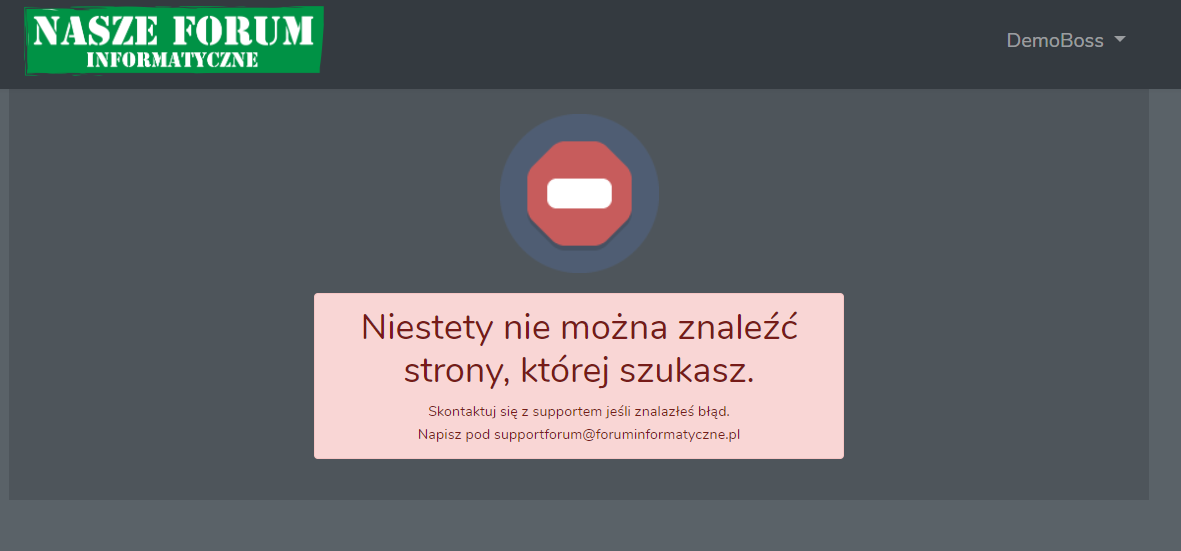 NASZE FORUM
INFORMATYCZNE
DemoBoss
Niestety nie można znaleźć
strony, której szukasz.
Skontaktuj się z supportem jeśli znalazłeś błąd.
Napisz pod supportforum@foruminformatyczne.pl